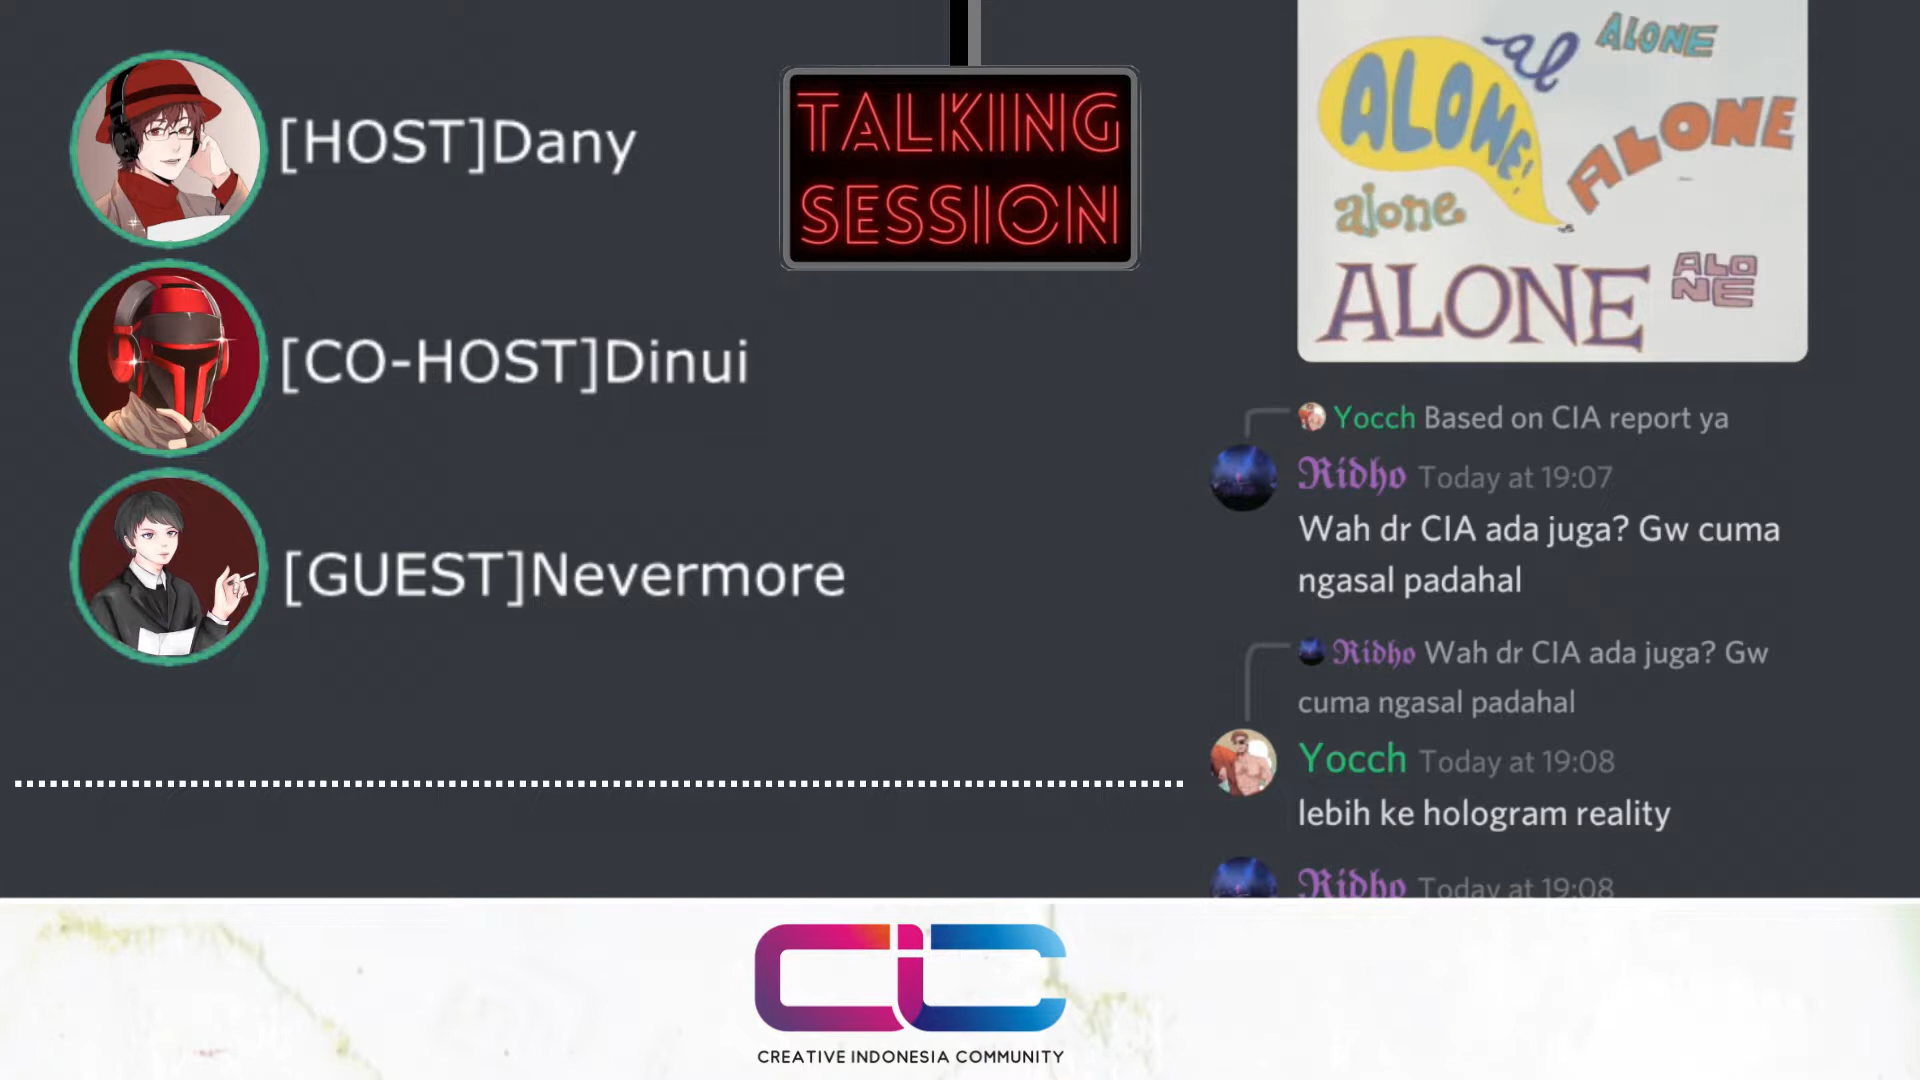 [HOST]Dany
[CO-HOST]Dinui
[GUEST]Nevermore
TALKING
SESSION
al
ALONE
ALONE!
ALONE
alone
ALONE
ALO
NE
Yocch Based on CIA report ya
Ridho Today at 19:07
Wah dr CIA ada juga? Gw cuma
ngasal padahal
Ridho Wah dr CIA ada juga? Gw
cuma ngasal padahal
Yocch Today at 19:08
lebih ke hologram reality
Ridho Today at 19:08
CIC
CREATIVE INDONESIA COMMUNITY